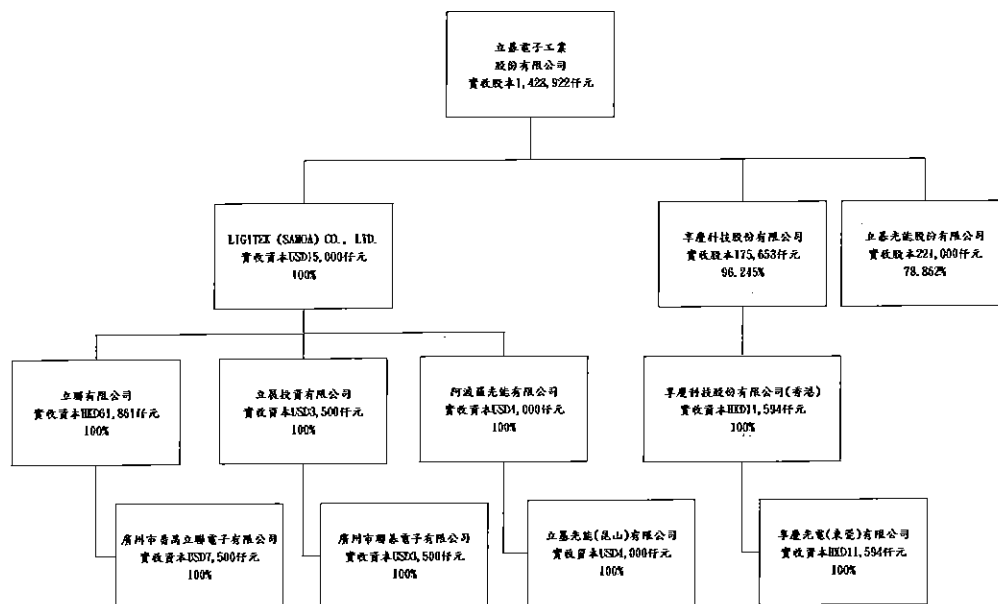 立碁電子工業
股份有限公司
實收股本1,423,922仟元
LIGITEK (SAMOA) CO., LTD.
實收資本USD15,000仟元
100%
享慶科技股份有限公司
實收股本175,653仟元
96.245%
立碁光能股份有限公司
實收股本221,000仟元
78.862%
立聯有限公司
實收資本HKD61,861仟元
100%
立展投資有限公司
實收資本USD3,500仟元
100%
阿波羅光能有限公司
實收資本USD4,000仟元
100%
享慶科技股份有限公司(香港)
實收資本HKD11,594仟元
100%
廣州市番禺立聯電子有限公司
實收資本USD7,500仟元
100%
廣州市聯碁電子有限公司
實收資本USD3,500仟元
100%
立碁光能(昆山)有限公司
實收資本USD4,000仟元
100%
享慶光電(東莞)有限公司
實收資本HKD11,594仟元
100%